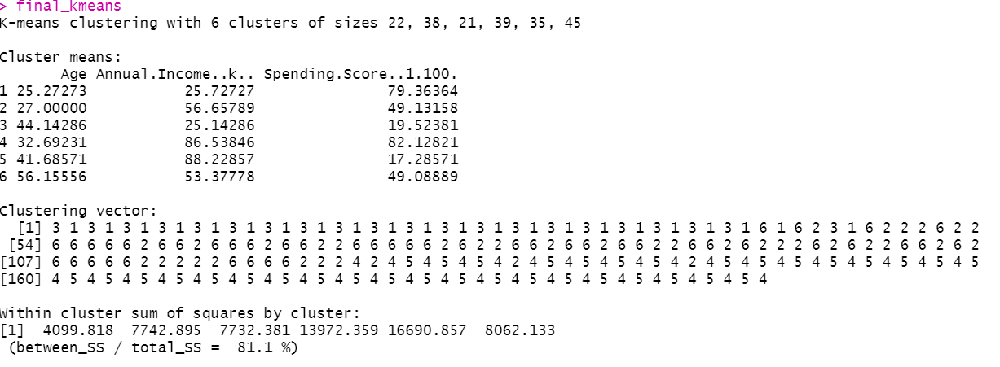 > final_kmeans
K-means clustering with 6 clusters of sizes 22, 38, 21, 39, 35, 45
Cluster means:
Age Annual.Income..k.. Spending.Score..1.100.
1 25.27273 25.72727 79.36364
2 27.00000 56.65789 49.13158
3 44.14286 25.14286 19.52381
4 32.69231 86.53846 82.12821
5 41.68571 88.22857 17.28571
6 56.15556 53.37778 49.08889
Clustering vector:
[1] 3 1 3 1 3 1 3 1 3 1 3 1 3 1 3 1 3 1 3 1 3 1 3 1 3 1 3 1 3 1 3 1 3 1 3 1 3 1 3 1 6 1 6 2 3 1 6 2 2 2 6 2 2
[54] 6 6 6 6 6 2 6 6 2 6 6 6 2 6 6 2 2 6 6 6 6 6 2 6 2 2 6 6 2 6 6 2 6 6 2 2 6 6 2 6 2 2 2 6 2 6 2 2 6 6 2 6 2
[107] 6 6 6 6 6 2 2 2 2 2 6 6 6 6 2 2 2 4 2 4 5 4 5 4 5 4 2 4 5 4 5 4 5 4 5 4 2 4 5 4 5 4 5 4 5 4 5 4 5 4 5 4 5
[160] 4 5 4 5 4 5 4 5 4 5 4 5 4 5 4 5 4 5 4 5 4 5 4 5 4 5 4 5 4 5 4 5 4 5 4 5 4 5 4 5 4
Within cluster sum of squares by cluster:
[1] 4099.818 7742.895 7732.381 13972.359 16690.857 8062.133
(between_SS / total_SS = 81.1 %)